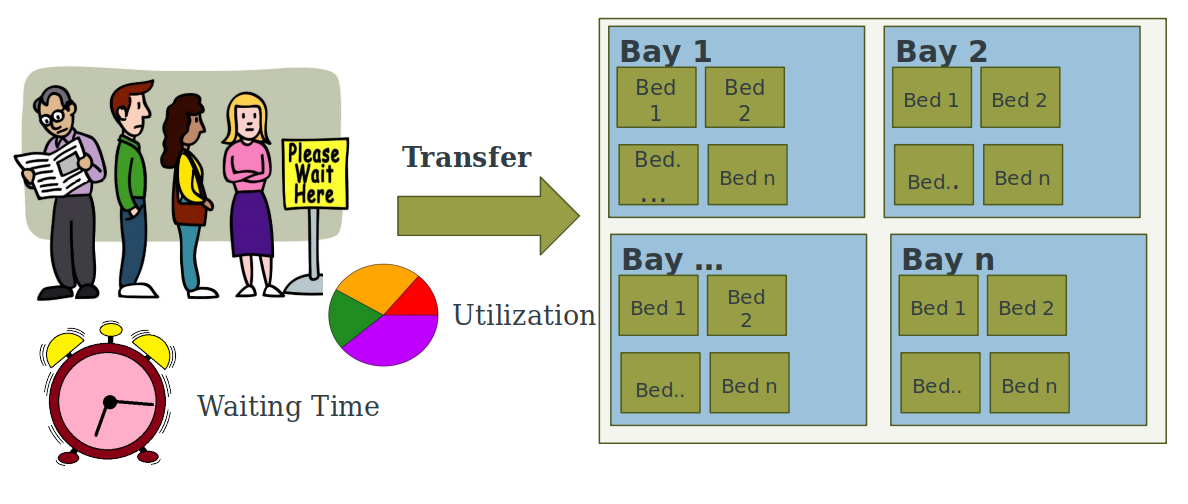 Please
Wait
Here
Transfer
Utilization
Waiting Time
Bay 1
Bed
1
Bed
2
Bed.
...
Bed n
Bay 2
Bed 1
Bed 2
Bed..
Bed n
Bay ...
Bed 1
Bed
2
Bed..
Bed n
Bay n
Bed 1
Bed 2
Bed..
Bed n